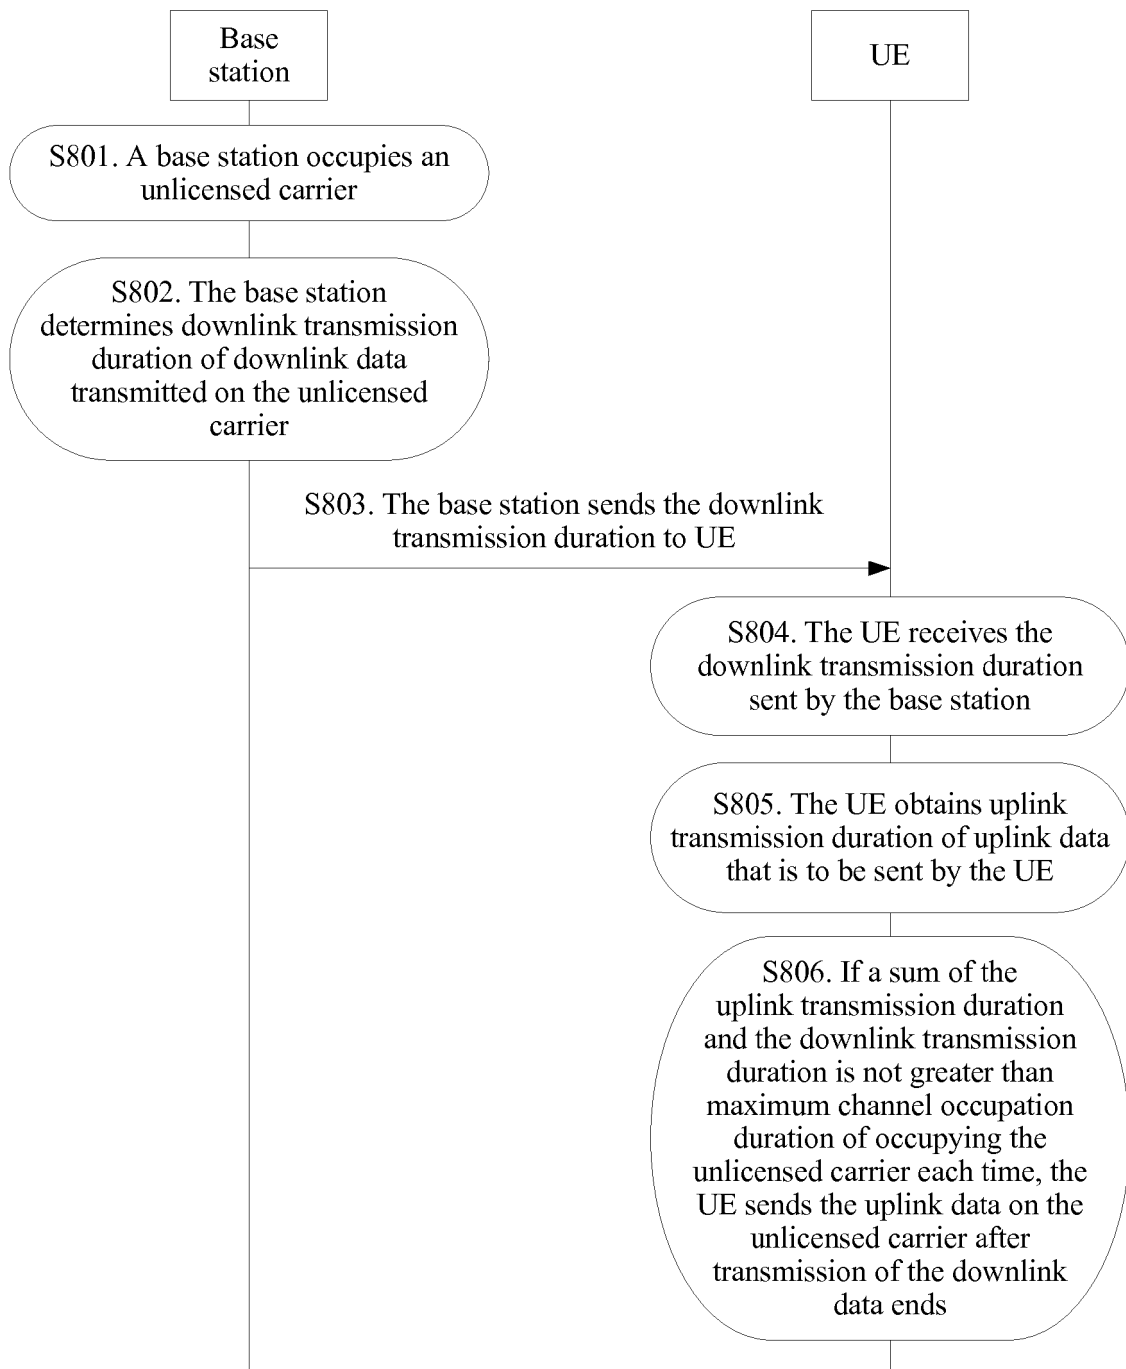 Base
station
UE
S801. A base station occupies an
unlicensed carrier
S802. The base station
determines downlink transmission
duration of downlink data
transmitted on the unlicensed
carrier
S803. The base station sends the downlink
transmission duration to UE
S804. The UE receives the
downlink transmission duration
sent by the base station
S805. The UE obtains uplink
transmission duration of uplink data
that is to be sent by the UE
S806. If a sum of the
uplink transmission duration
and the downlink transmission
duration is not greater than
maximum channel occupation
duration of occupying the
unlicensed carrier each time, the
UE sends the uplink data on the
unlicensed carrier after
transmission of the downlink
data ends